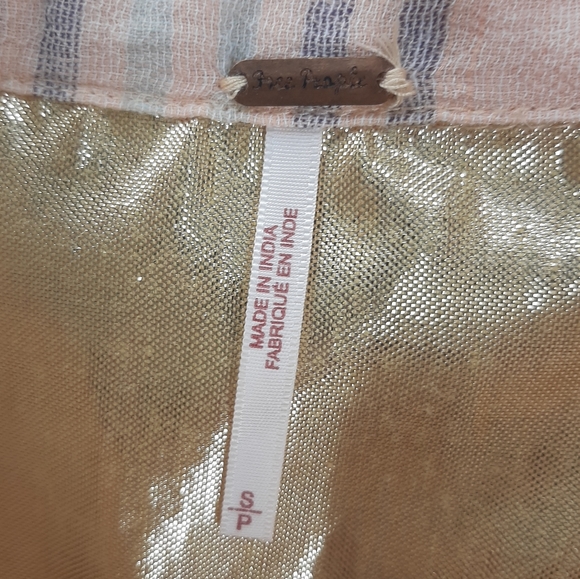 Free People
MADE IN INDIA
FABRIQUÉ EN INDE
S
P